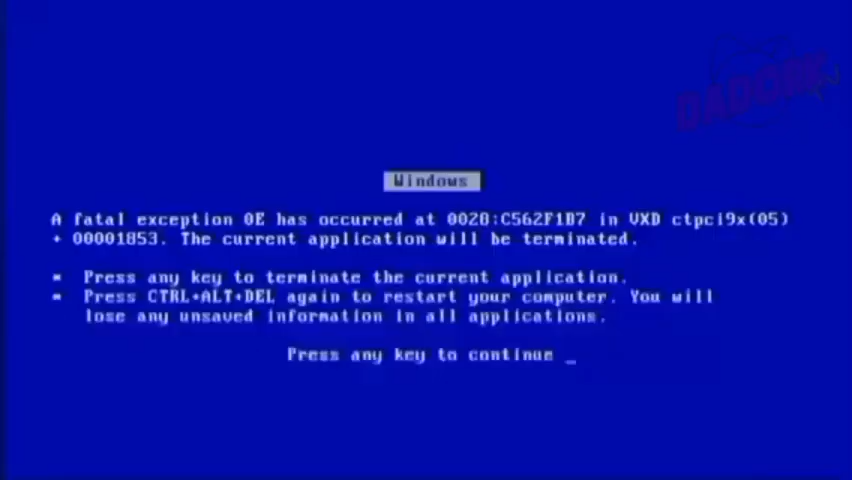 DADORK TV
Windows
A fatal exception 0E has occurred at 0028:C562F1B7 in VXD ctpci9x(05)
+ 00001853. The current application will be terminated.
* Press any key to terminate the current application.
* Press CTRL+ALT+DEL again to restart your computer. You will
lose any unsaved information in all applications.
Press any key to continue _